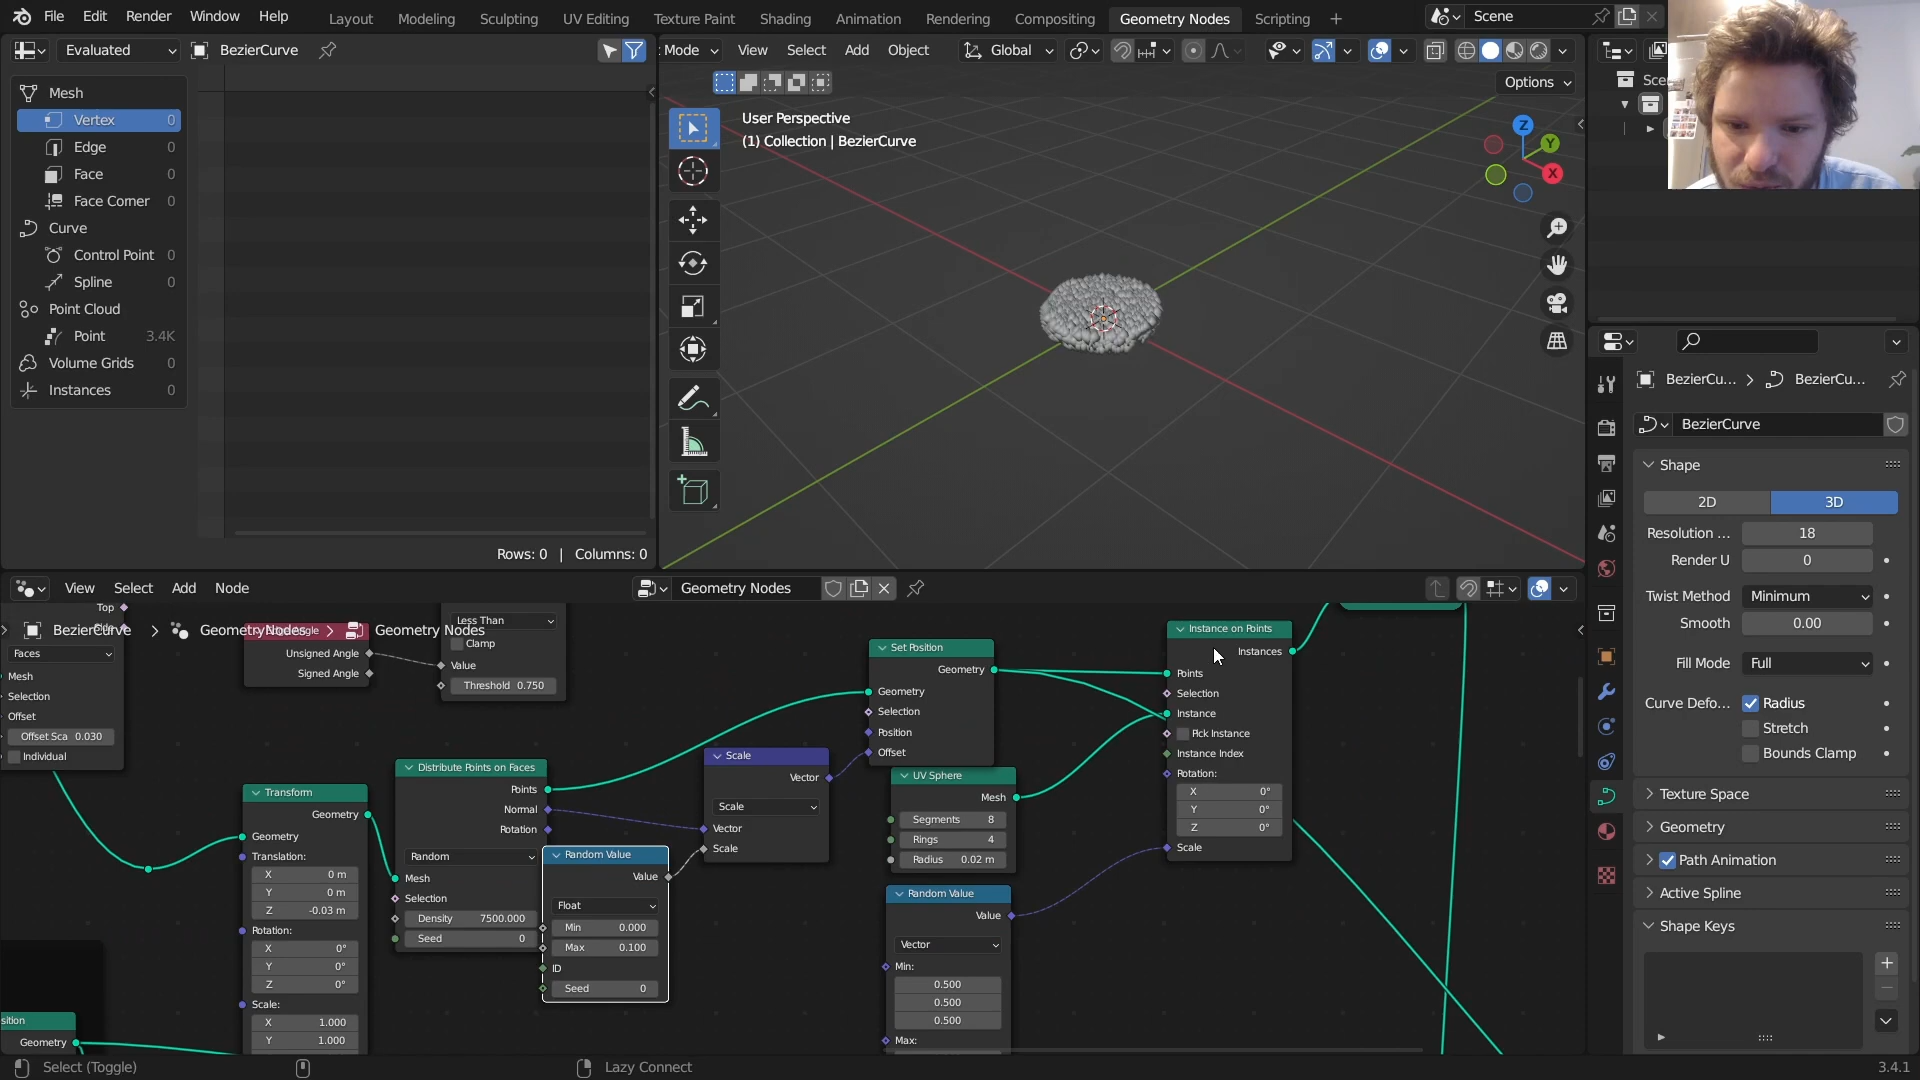 File Edit Render Window Help Layout Modeling Sculpting UV Editing Texture Paint Shading Animation Rendering Compositing Geometry Nodes Scripting + Scene
Evaluated BezierCurve
Mode View Select Add Object Global
Options
Mesh
Vertex 0
Edge 0
Face 0
Face Corner 0
Curve
Control Point 0
Spline 0
Point Cloud
Point 3.4K
Volume Grids 0
Instances 0
Rows: 0 | Columns: 0
User Perspective
(1) Collection | BezierCurve
Z
Y
X
Sce
BezierCu... > BezierCu...
BezierCurve
Shape
2D 3D
Resolution ... 18
Render U 0
Twist Method Minimum
Smooth 0.00
Fill Mode Full
Curve Defo... Radius
Stretch
Bounds Clamp
Texture Space
Geometry
Path Animation
Active Spline
Shape Keys
View Select Add Node Geometry Nodes
BezierCurve > GeometryNodes > Geometry Nodes
Top
Faces
Mesh
Selection
Offset
Offset Sca 0.030
Individual
Angle
Unsigned Angle
Signed Angle
Less Than
Clamp
Value
Threshold 0.750
Transform
Geometry
Geometry
Translation:
X 0 m
Y 0 m
Z -0.03 m
Rotation:
X 0°
Y 0°
Z 0°
Scale:
X 1.000
Y 1.000
sition
Geometry
Distribute Points on Faces
Points
Normal
Rotation
Random
Mesh
Selection
Density 7500.000
Seed 0
Random Value
Value
Float
Min 0.000
Max 0.100
ID
Seed 0
Scale
Vector
Scale
Vector
Scale
Set Position
Geometry
Geometry
Selection
Position
Offset
UV Sphere
Mesh
Segments 8
Rings 4
Radius 0.02 m
Random Value
Value
Vector
Min:
0.500
0.500
0.500
Max:
Instance on Points
Instances
Points
Selection
Instance
Pick Instance
Instance Index
Rotation:
X 0°
Y 0°
Z 0°
Scale
Select (Toggle) Lazy Connect 3.4.1